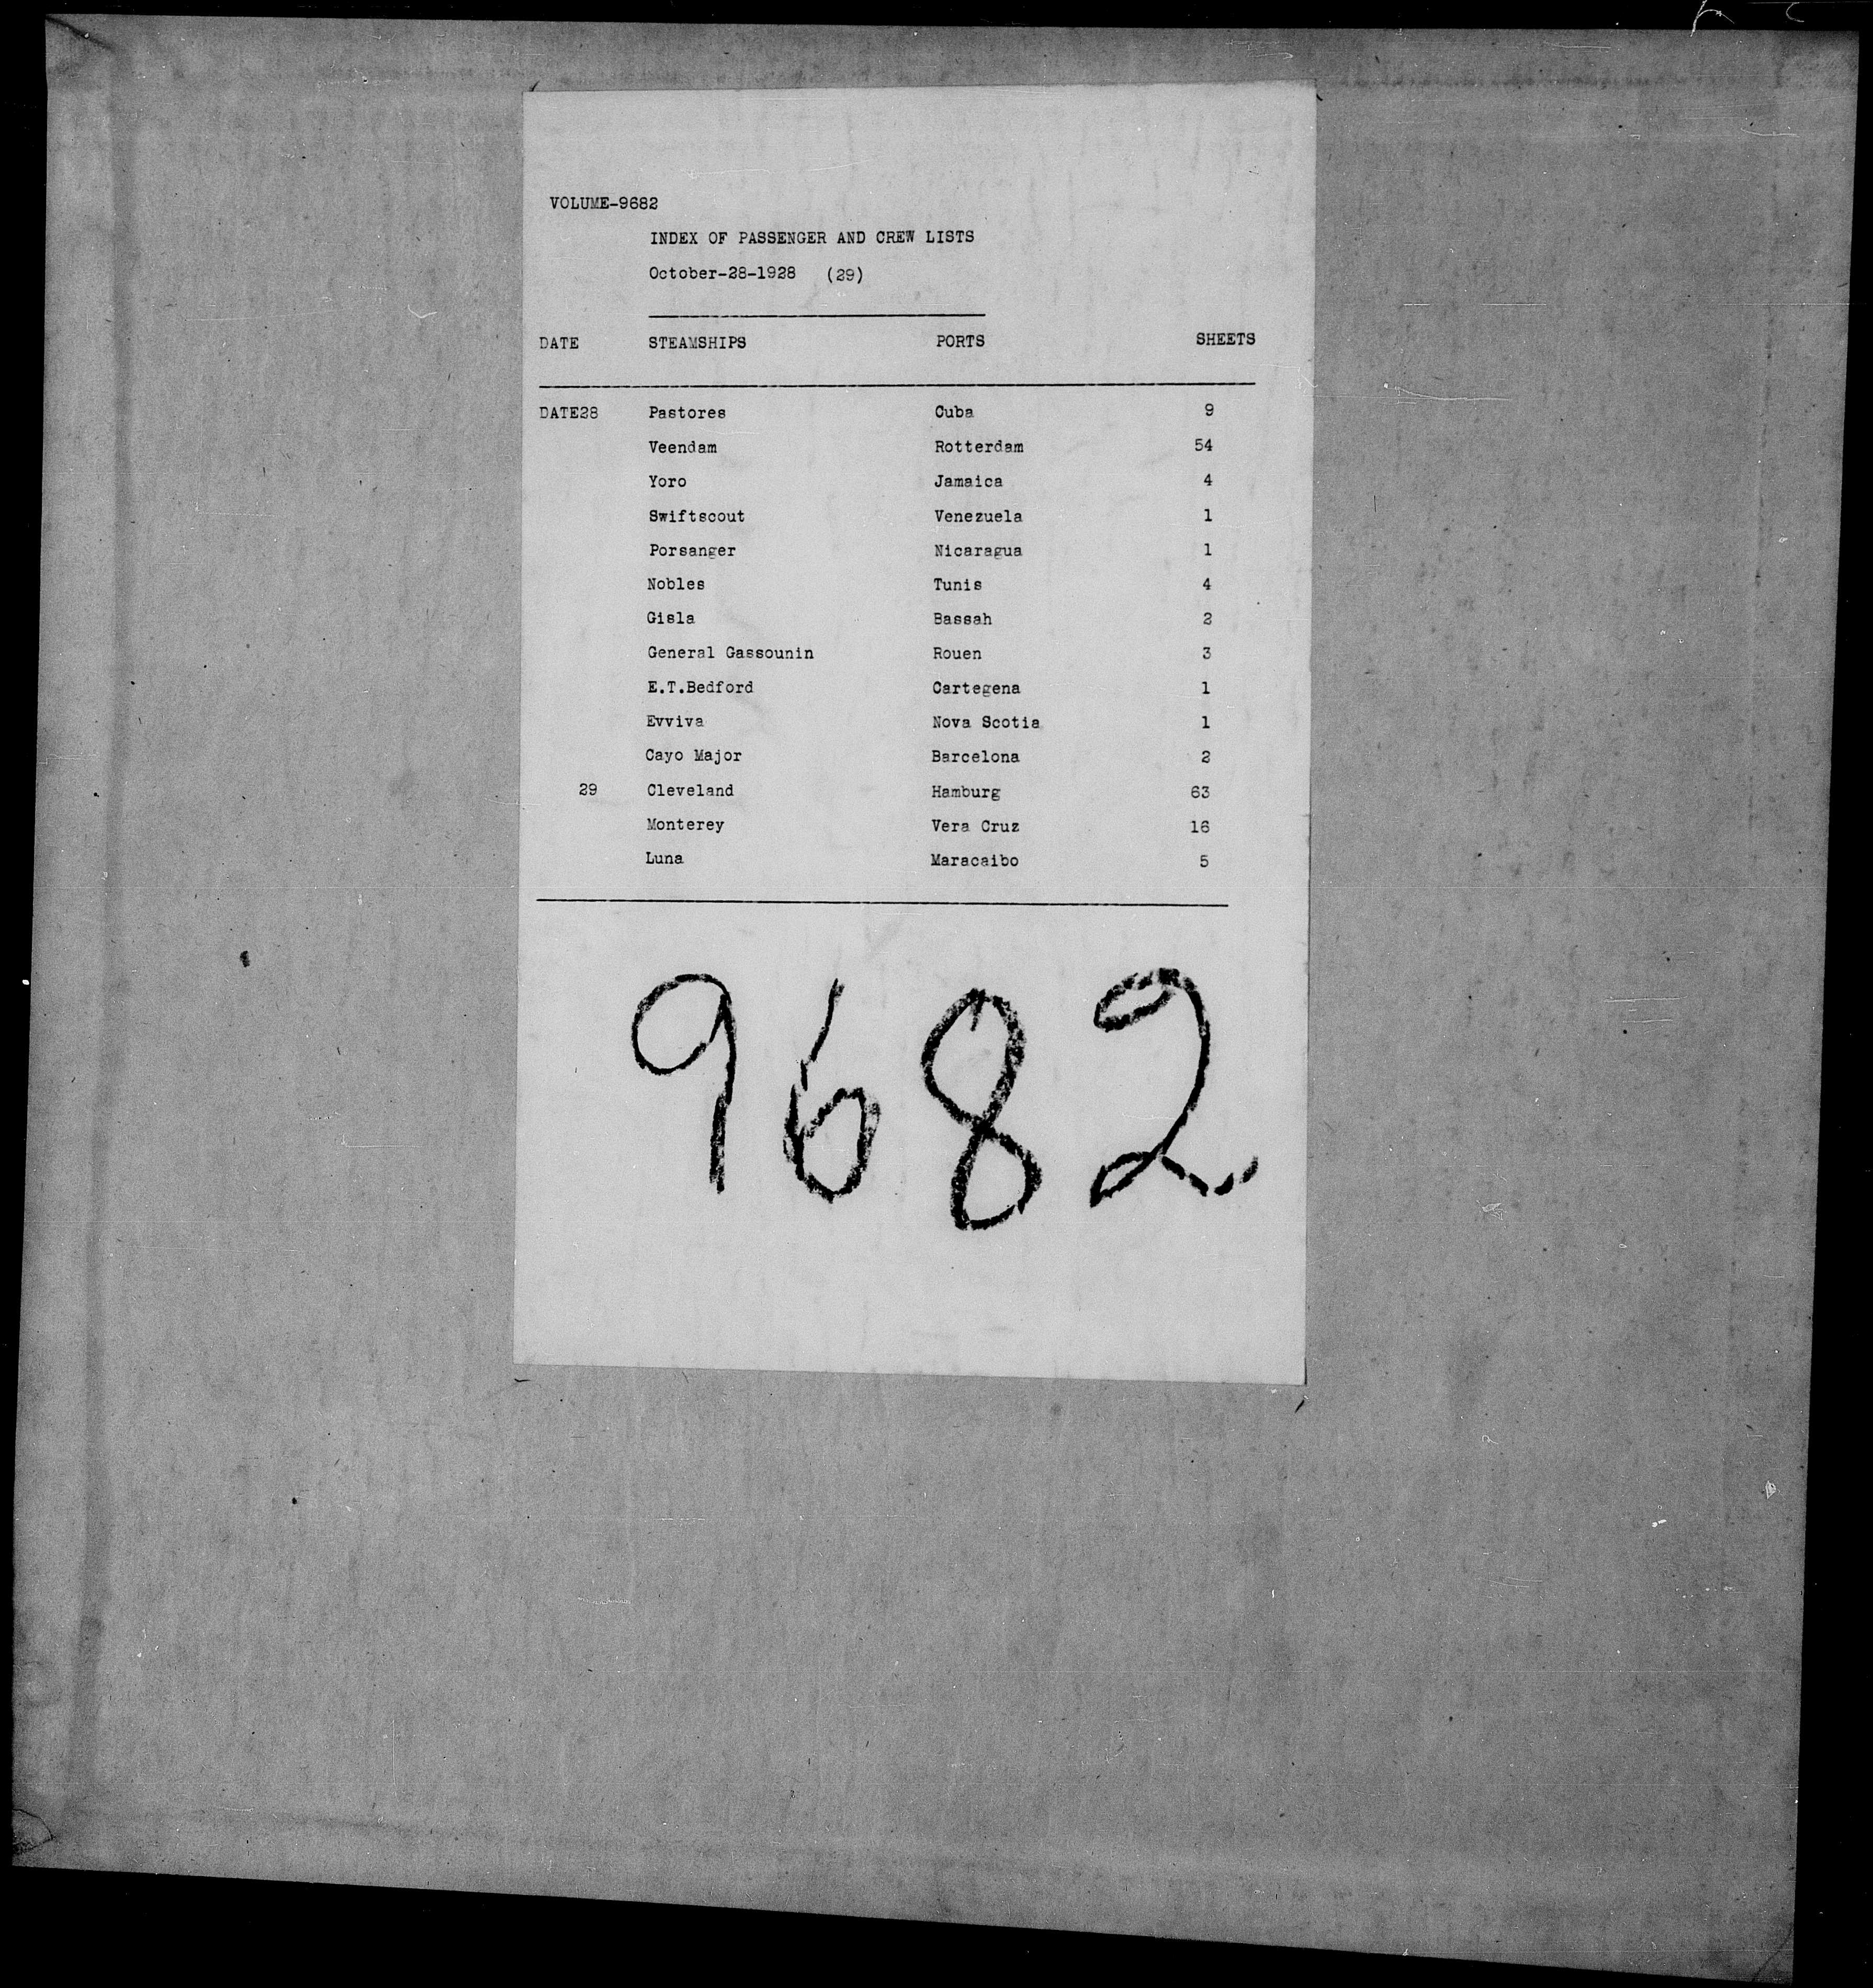 VOLUME-9682
INDEX OF PASSENGER AND CREW LISTS
October-28-1928 (29)
DATE STEAMSHIPS PORTS SHEETS
DATE28 Pastores Cuba 9
Veendam Rotterdam 54
Yoro Jamaica 4
Swiftscout Venezuela 1
Porsanger Nicaragua 1
Nobles Tunis 4
Gisla Bassah 2
General Gassounin Rouen 3
E.T.Bedford Cartegena 1
Evviva Nova Scotia 1
Cayo Major Barcelona 2
29 Cleveland Hamburg 63
Monterey Vera Cruz 16
Luna Maracaibo 5
9682